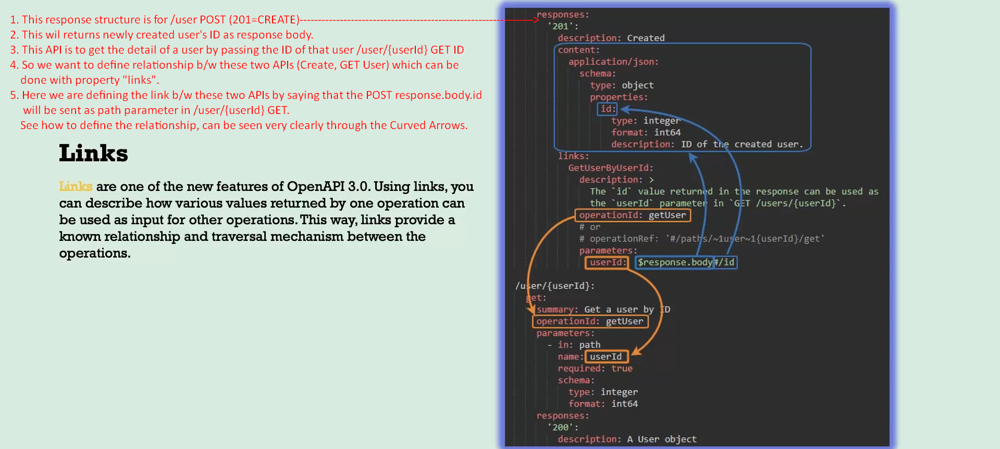 1. This response structure is for /user POST (201=CREATE)----------------------------------------------------------------->
2. This wil returns newly created user's ID as response body.
3. This API is to get the detail of a user by passing the ID of that user /user/{userId} GET ID
4. So we want to define relationship b/w these two APIs (Create, GET User) which can be
done with property "links".
5. Here we are defining the link b/w these two APIs by saying that the POST response.body.id
will be sent as path parameter in /user/{userId} GET.
See how to define the relationship, can be seen very clearly through the Curved Arrows.
Links
Links are one of the new features of OpenAPI 3.0. Using links, you
can describe how various values returned by one operation can
be used as input for other operations. This way, links provide a
known relationship and traversal mechanism between the
operations.
responses:
'201':
description: Created
content:
application/json:
schema:
type: object
properties:
id:
type: integer
format: int64
description: ID of the created user.
links:
GetUserByUserId:
description: >
The `id` value returned in the response can be used as
the `userId` parameter in `GET /users/{userId}`.
operationId: getUser
# or
# operationRef: '#/paths/~1user~1{userId}/get'
parameters:
userId: $response.body#/id
/user/{userId}:
get:
summary: Get a user by ID
operationId: getUser
parameters:
- in: path
name: userId
required: true
schema:
type: integer
format: int64
responses:
'200':
description: A User object